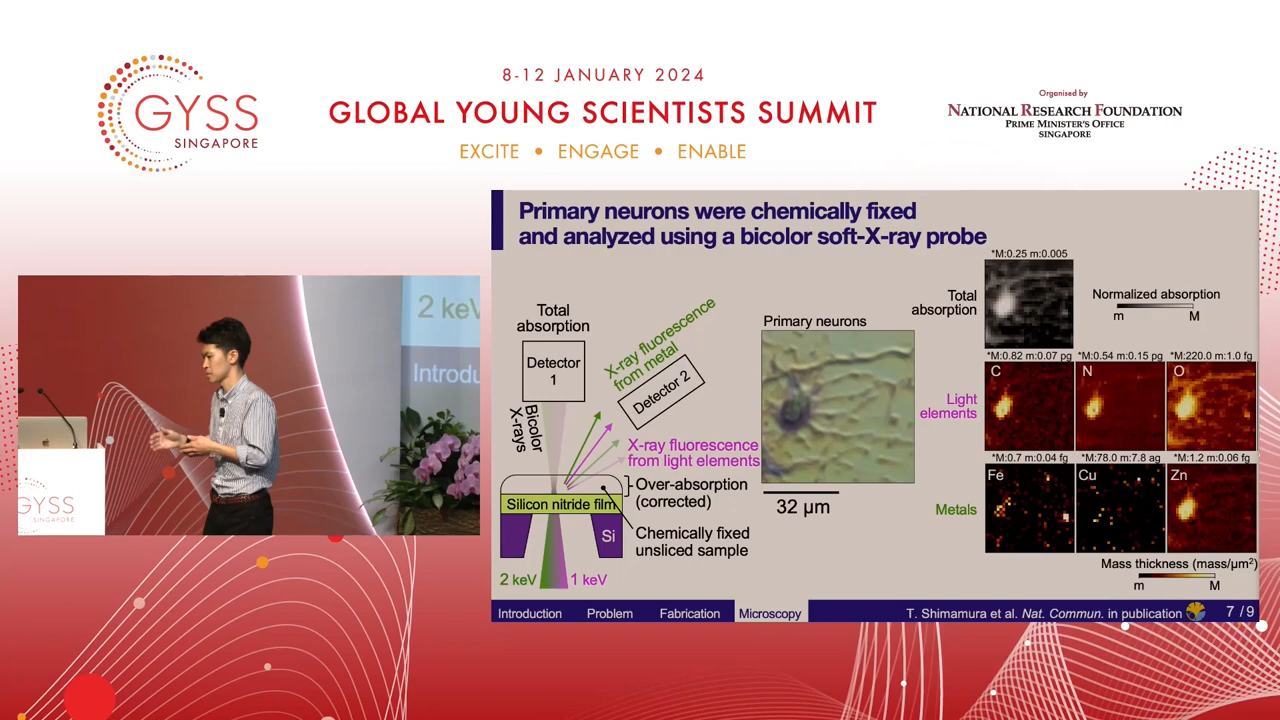 GYSS
SINGAPORE
8-12 JANUARY 2024
GLOBAL YOUNG SCIENTISTS SUMMIT
EXCITE • ENGAGE • ENABLE
Organised by
NATIONAL RESEARCH FOUNDATION
PRIME MINISTER'S OFFICE
SINGAPORE
2 keV
Introdu
GYSS
SINGAPORE
Primary neurons were chemically fixed
and analyzed using a bicolor soft-X-ray probe
Total
absorption
Detector
1
X-ray fluorescence
from metal
Detector 2
Bicolor
X-rays
X-ray fluorescence
from light elements
Over-absorption
(corrected)
Silicon nitride film
Si
Chemically fixed
unsliced sample
2 keV
1 keV
Primary neurons
32 μm
*M:0.25 m:0.005
Total
absorption
Normalized absorption
m M
*M:0.82 m:0.07 pg *M:0.54 m:0.15 pg *M:220.0 m:1.0 fg
C N O
Light
elements
*M:0.7 m:0.04 fg *M:78.0 m:7.8 ag *M:1.2 m:0.06 fg
Fe Cu Zn
Metals
Mass thickness (mass/μm²)
m M
Introduction Problem Fabrication Microscopy T. Shimamura et al. Nat. Commun. in publication 7 / 9